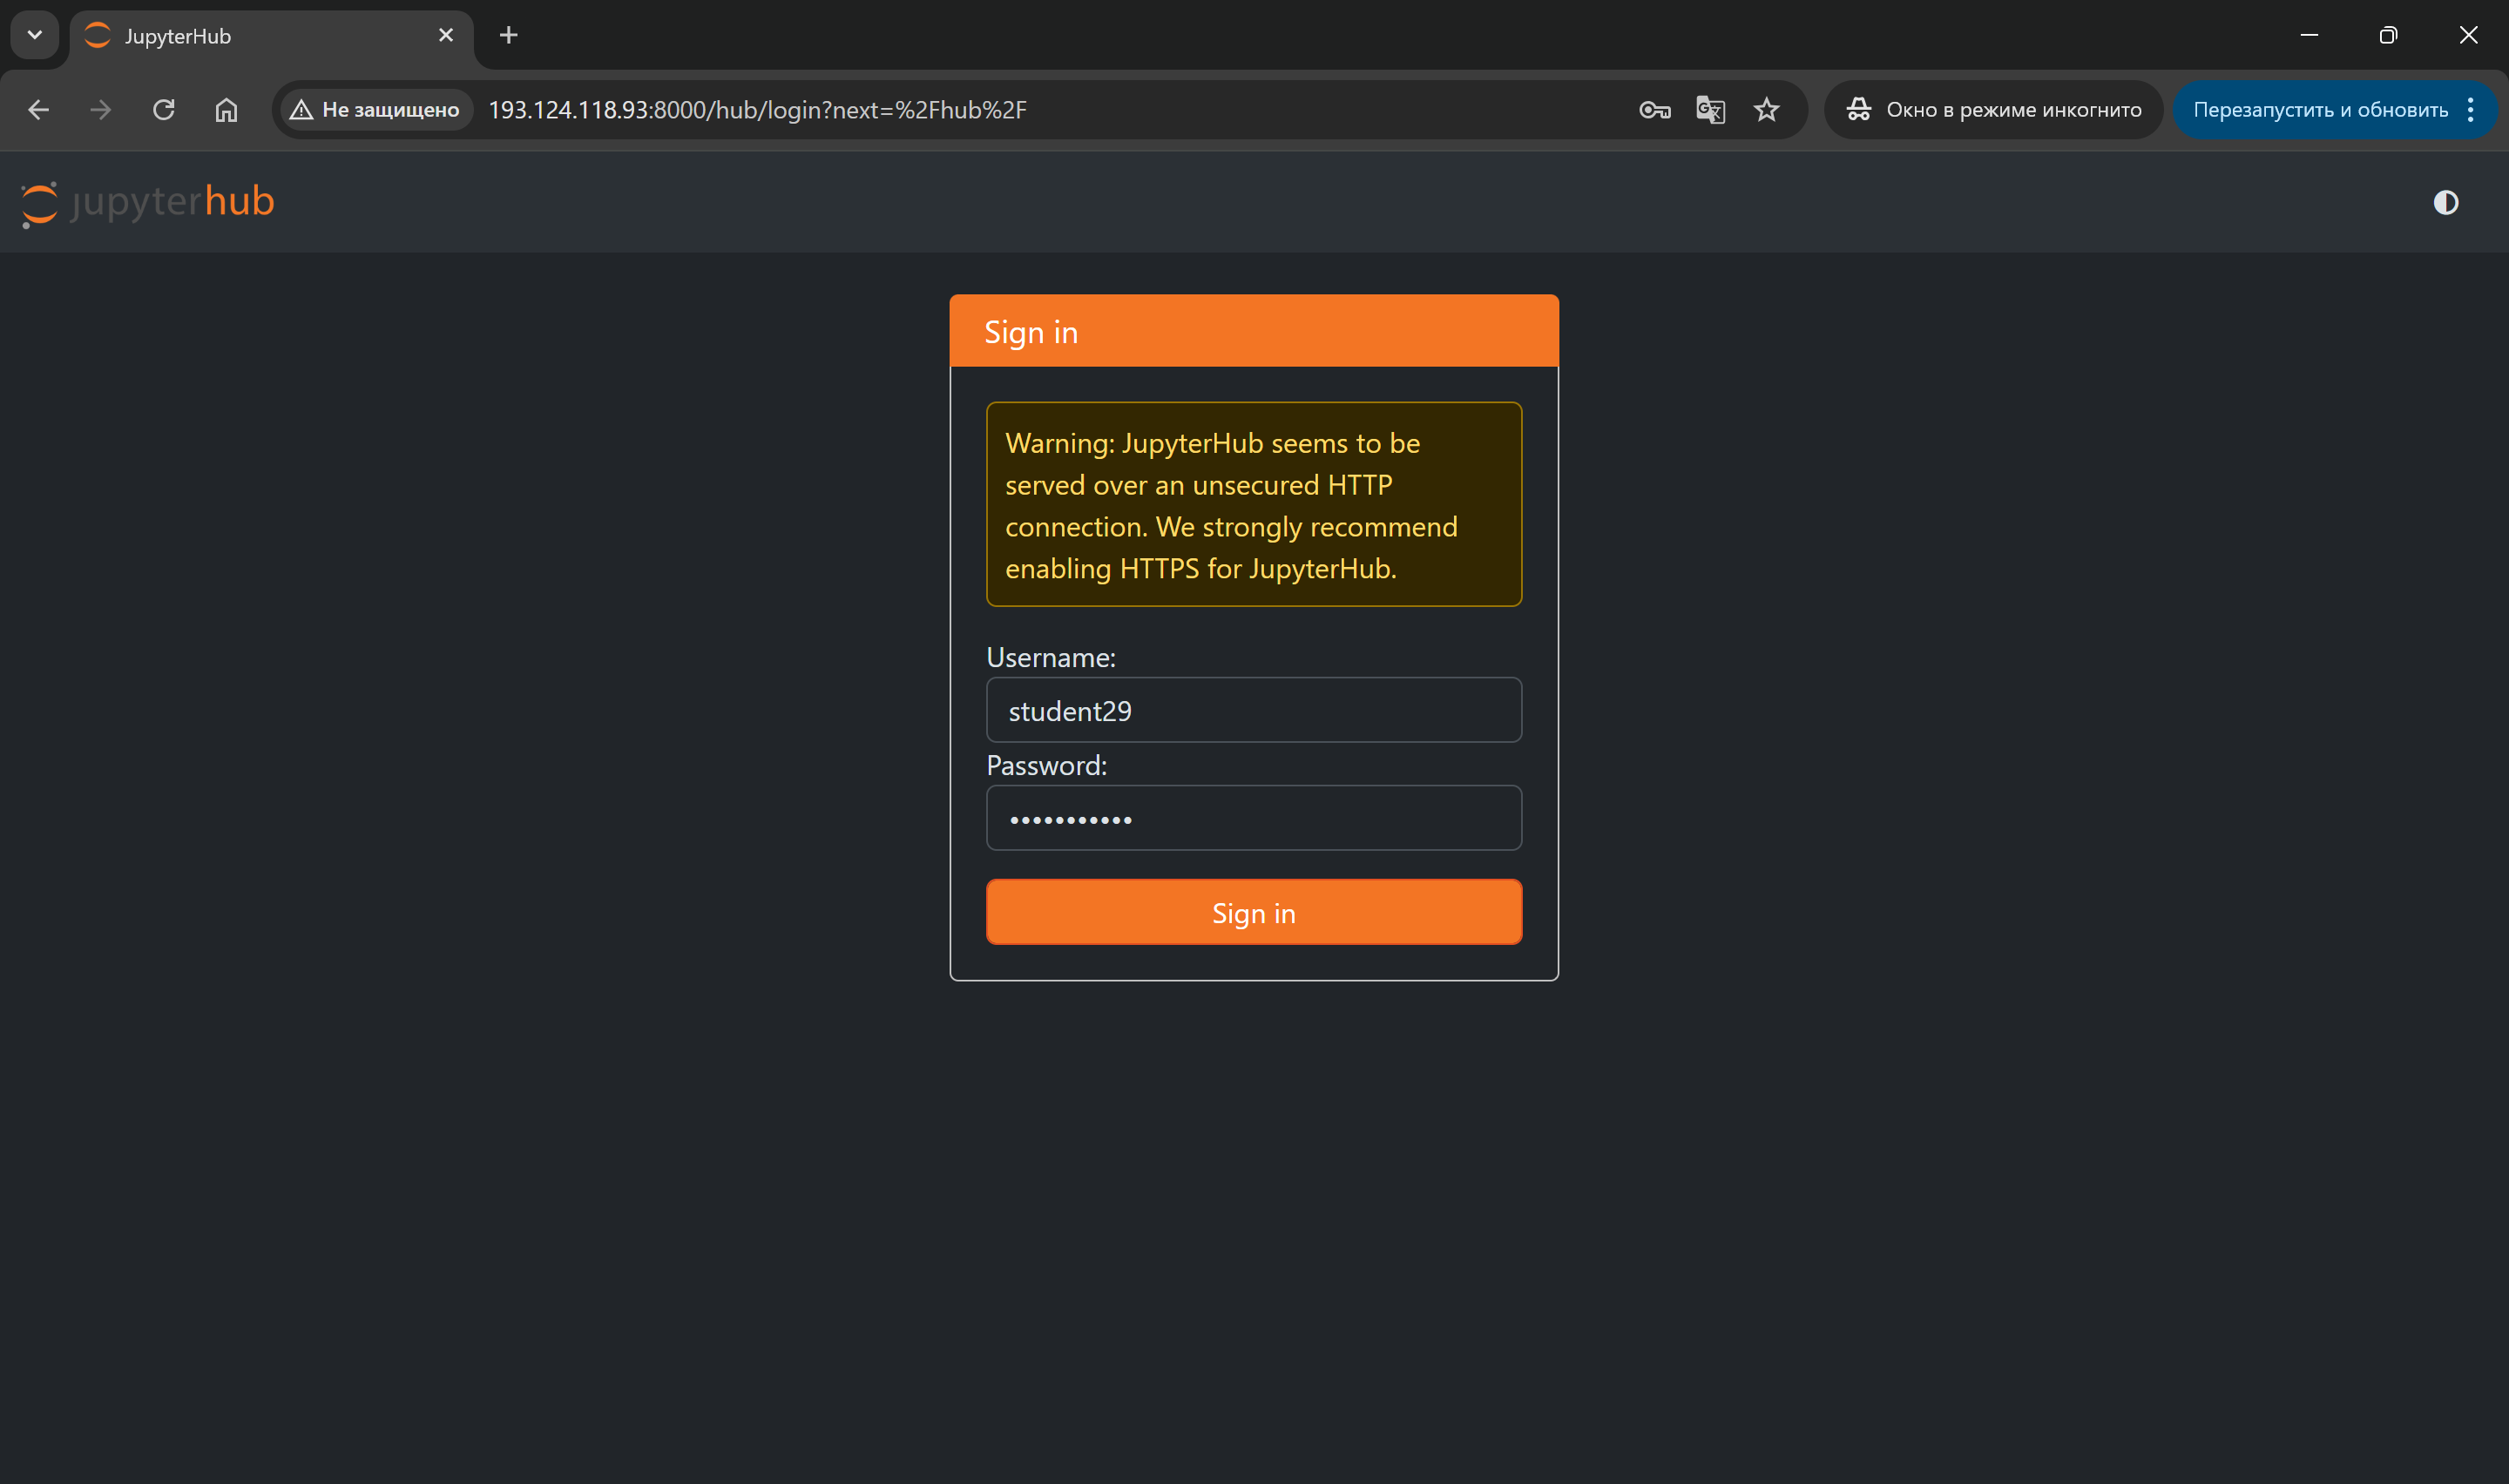 JupyterHub
Не защищено 193.124.118.93:8000/hub/login?next=%2Fhub%2F Окно в режиме инкогнито Перезапустить и обновить
jupyterhub
Sign in
Warning: JupyterHub seems to be
served over an unsecured HTTP
connection. We strongly recommend
enabling HTTPS for JupyterHub.
Username:
student29
Password:
•••••••••••
Sign in